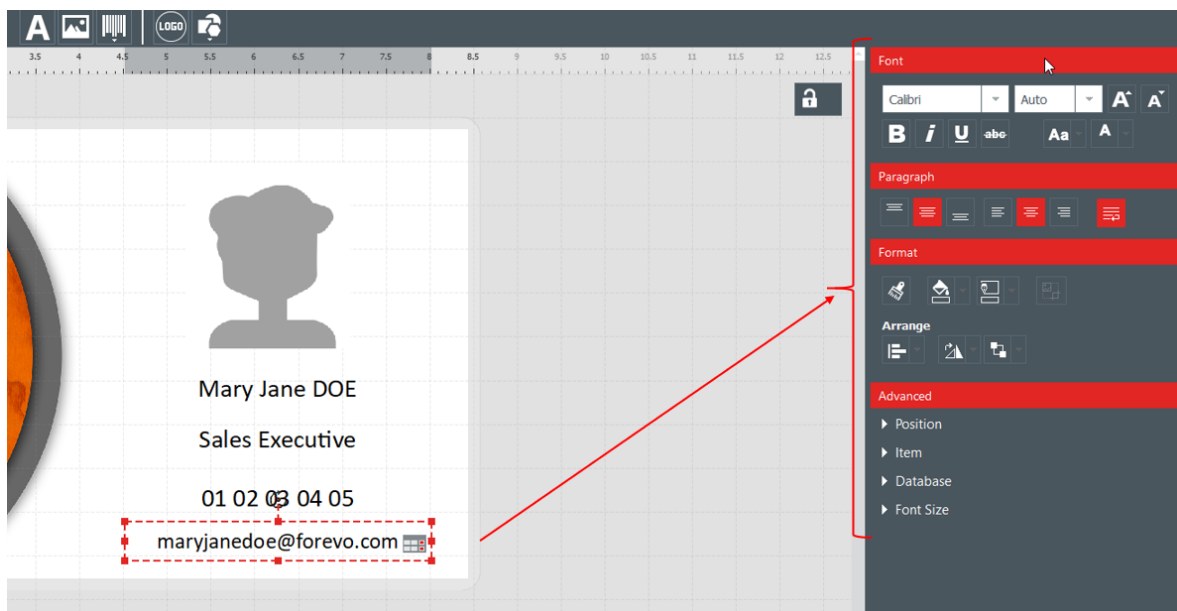 A LOGO
3.5 4 4.5 5 5.5 6 6.5 7 7.5 8 8.5 9 9.5 10 10.5 11 11.5 12 12.5
Font
Calibri Auto A A
B i U abc Aa A
Paragraph
Format
Arrange
Advanced
Position
Item
Database
Font Size
Mary Jane DOE
Sales Executive
01 02 03 04 05
maryjanedoe@forevo.com